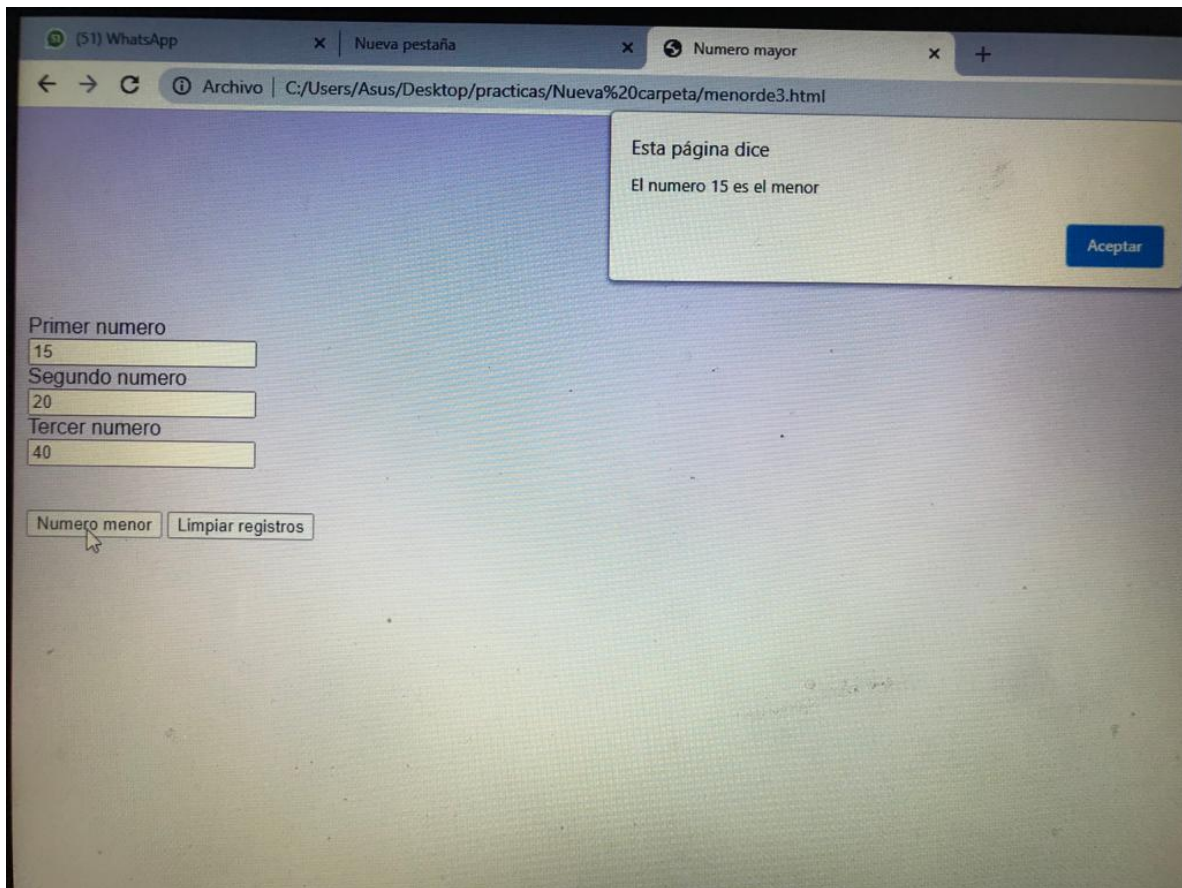 (51) WhatsApp
Nueva pestaña
Numero mayor
Archivo
C:/Users/Asus/Desktop/practicas/Nueva%20carpeta/menorde3.html
Esta página dice
El numero 15 es el menor
Aceptar
Primer numero
15
Segundo numero
20
Tercer numero
40
Numero menor
Limpiar registros